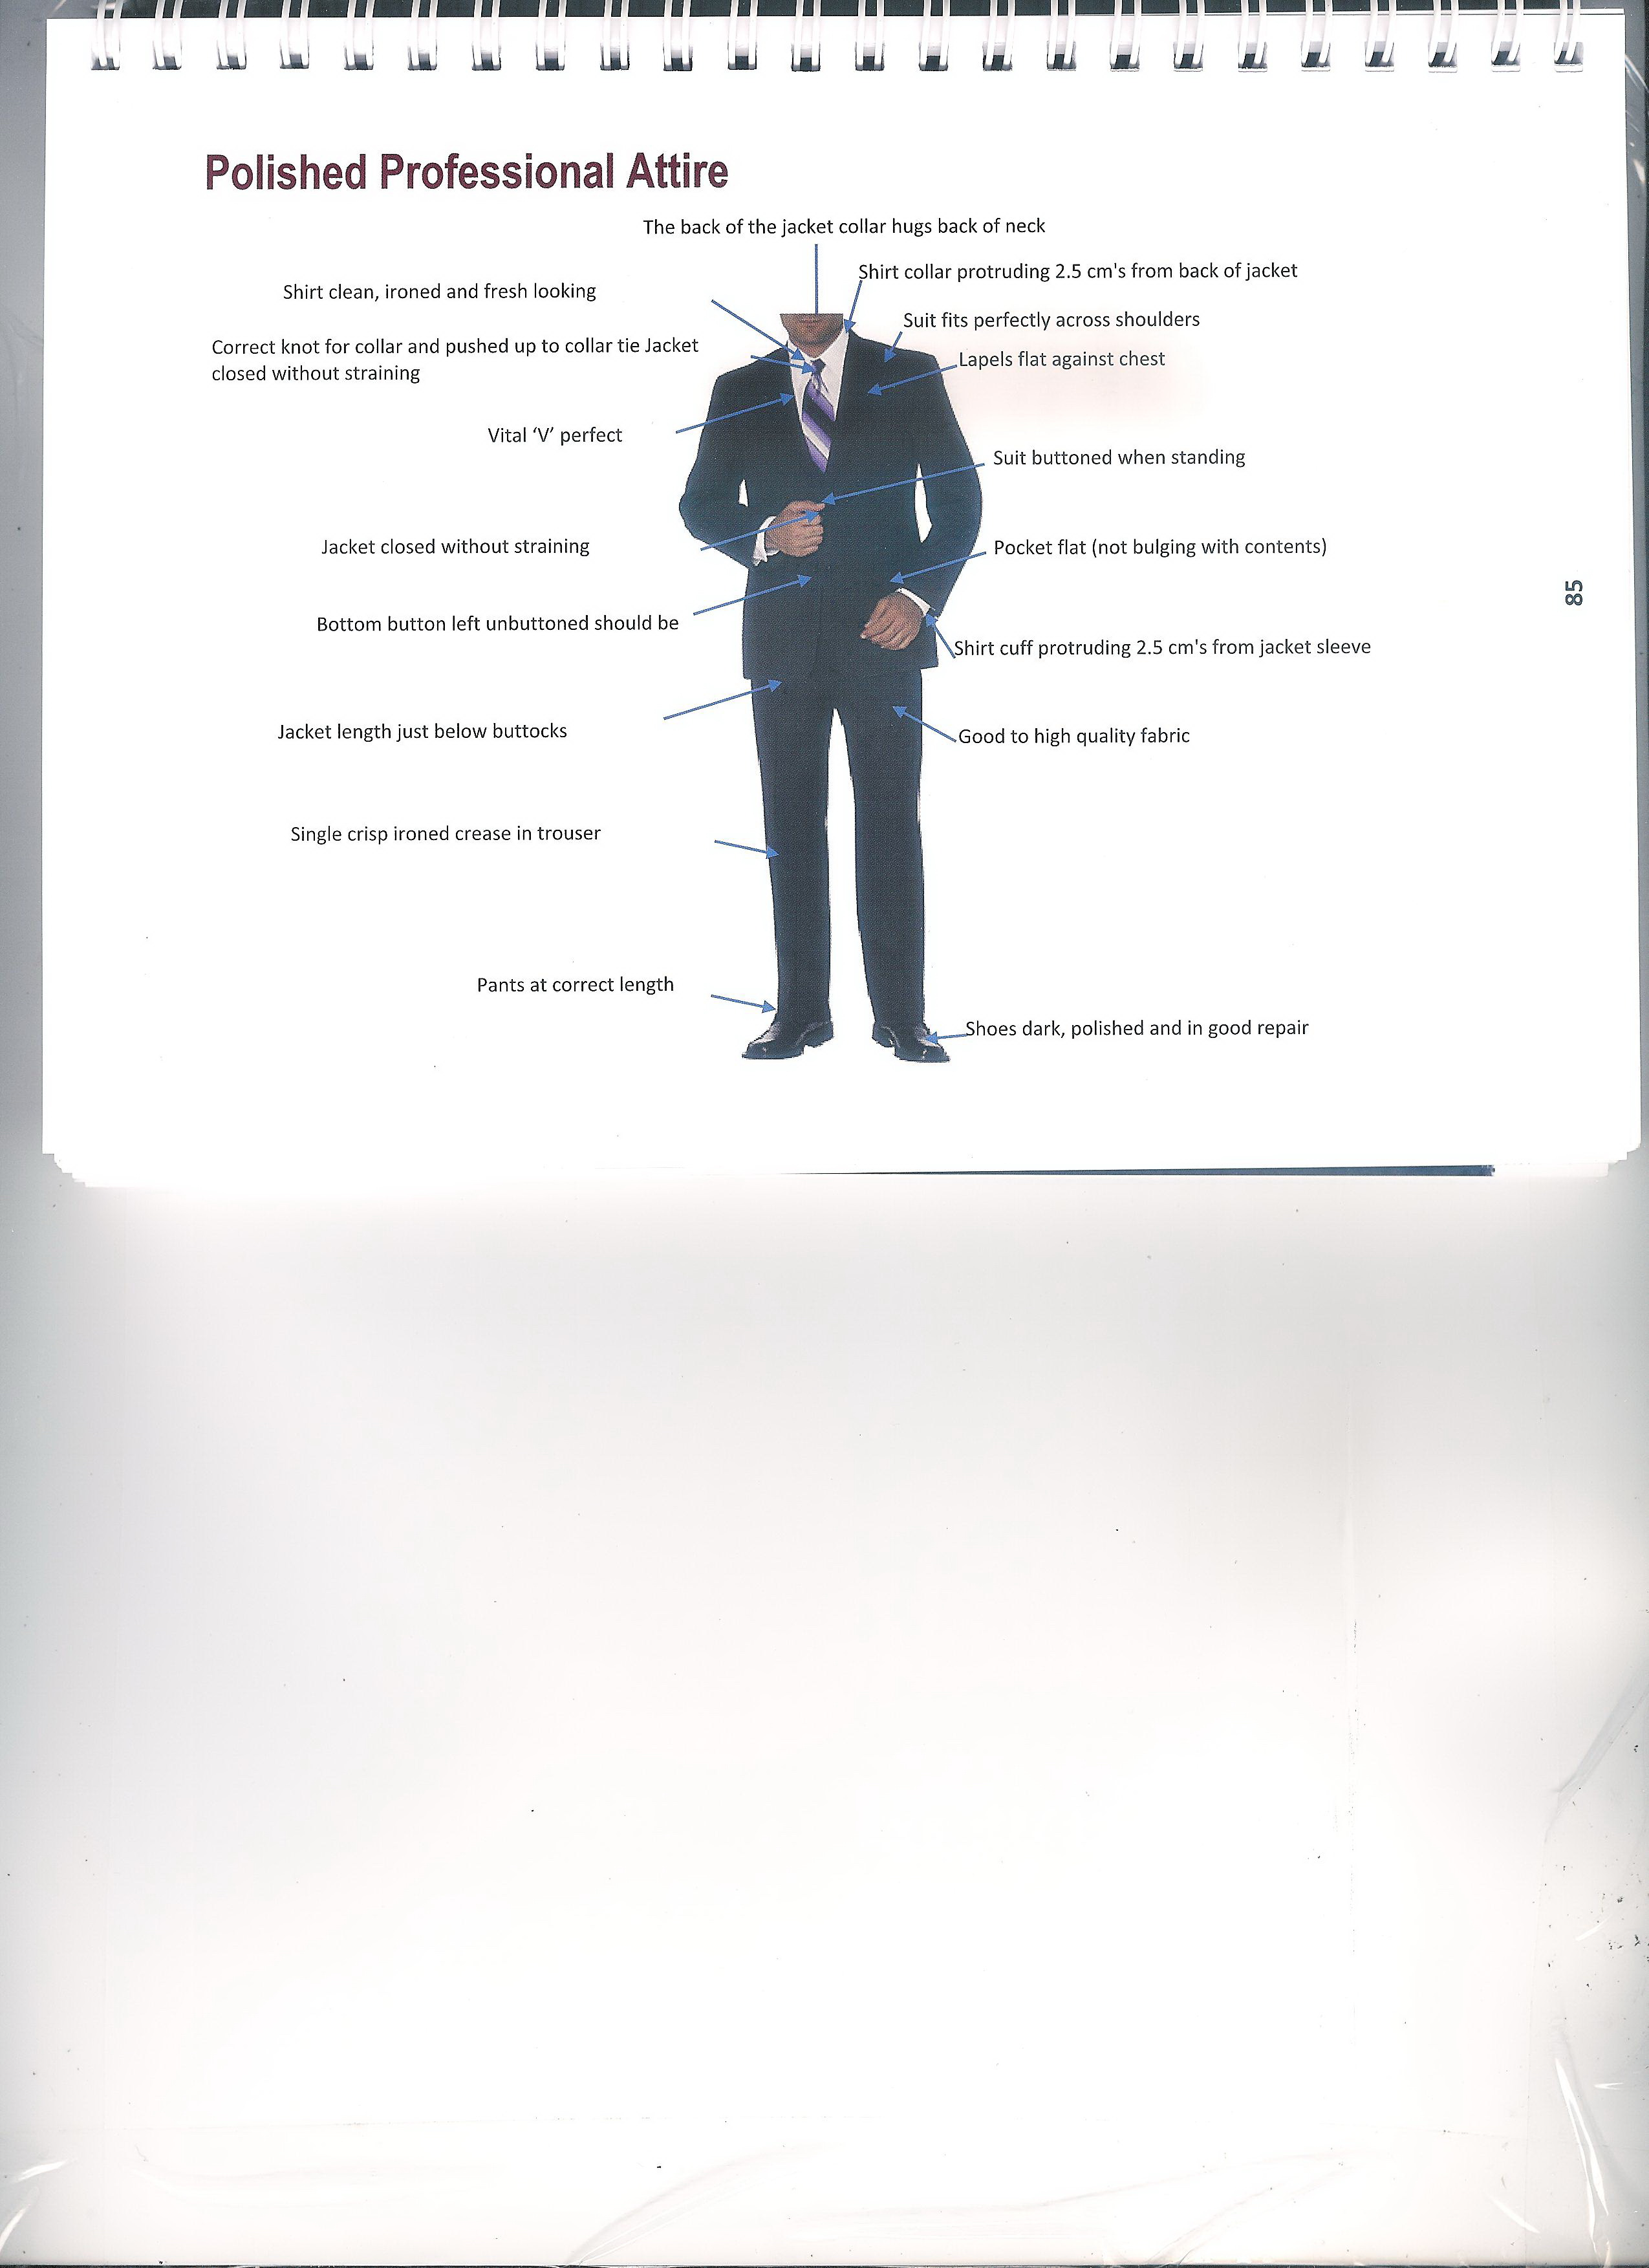 Polished Professional Attire
The back of the jacket collar hugs back of neck
Shirt collar protruding 2.5 cm's from back of jacket
Shirt clean, ironed and fresh looking
Suit fits perfectly across shoulders
Correct knot for collar and pushed up to collar tie Jacket
closed without straining
Lapels flat against chest
Vital ‘V’ perfect
Suit buttoned when standing
Jacket closed without straining
Pocket flat (not bulging with contents)
85
Bottom button left unbuttoned should be
Shirt cuff protruding 2.5 cm's from jacket sleeve
Jacket length just below buttocks
Good to high quality fabric
Single crisp ironed crease in trouser
Pants at correct length
Shoes dark, polished and in good repair